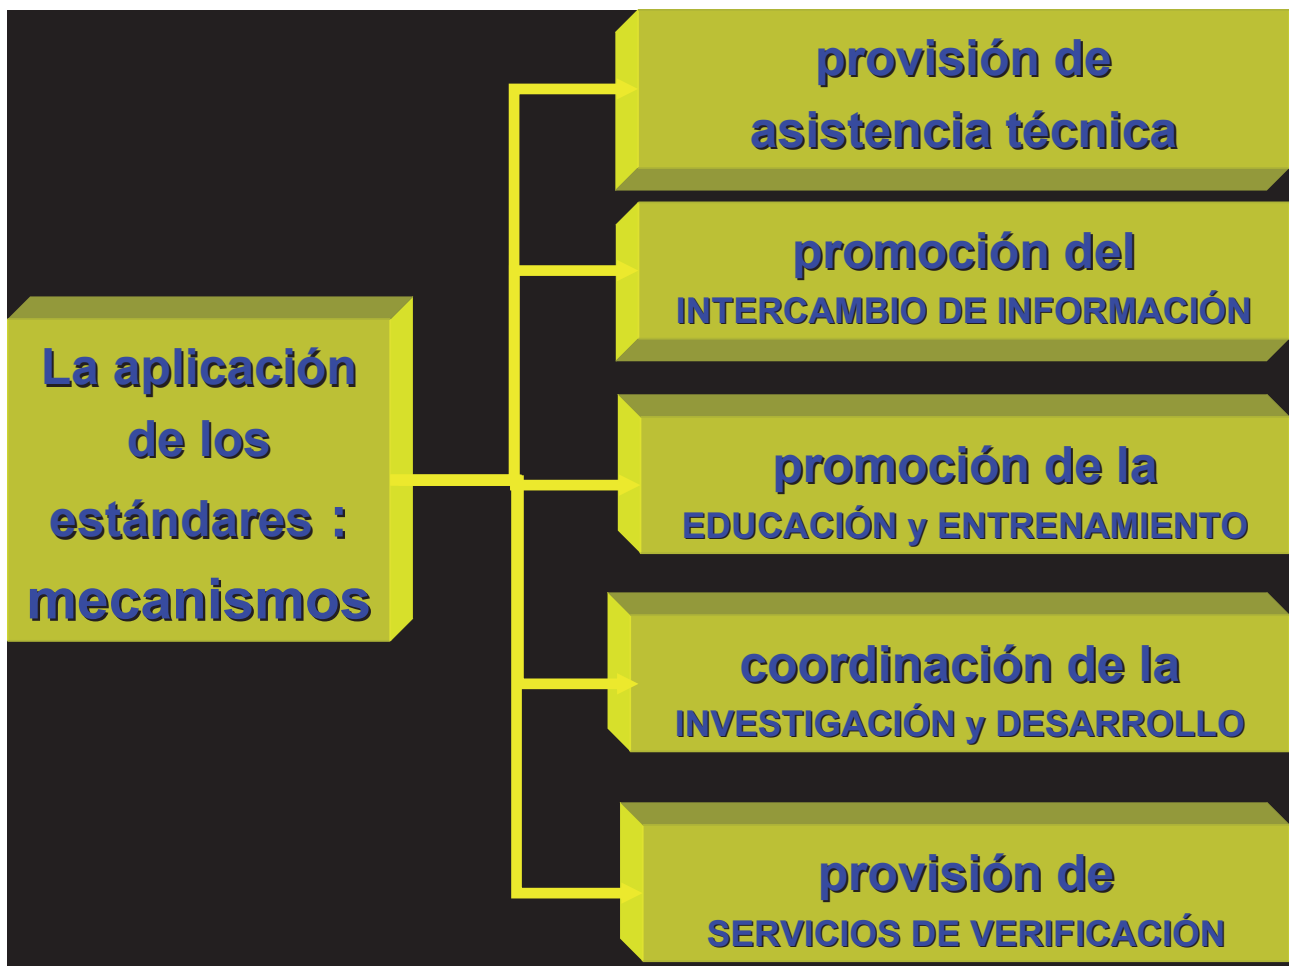 La aplicación
de los
estándares :
mecanismos
provisión de
asistencia técnica
promoción del
INTERCAMBIO DE INFORMACIÓN
promoción de la
EDUCACIÓN y ENTRENAMIENTO
coordinación de la
INVESTIGACIÓN y DESARROLLO
provisión de
SERVICIOS DE VERIFICACIÓN